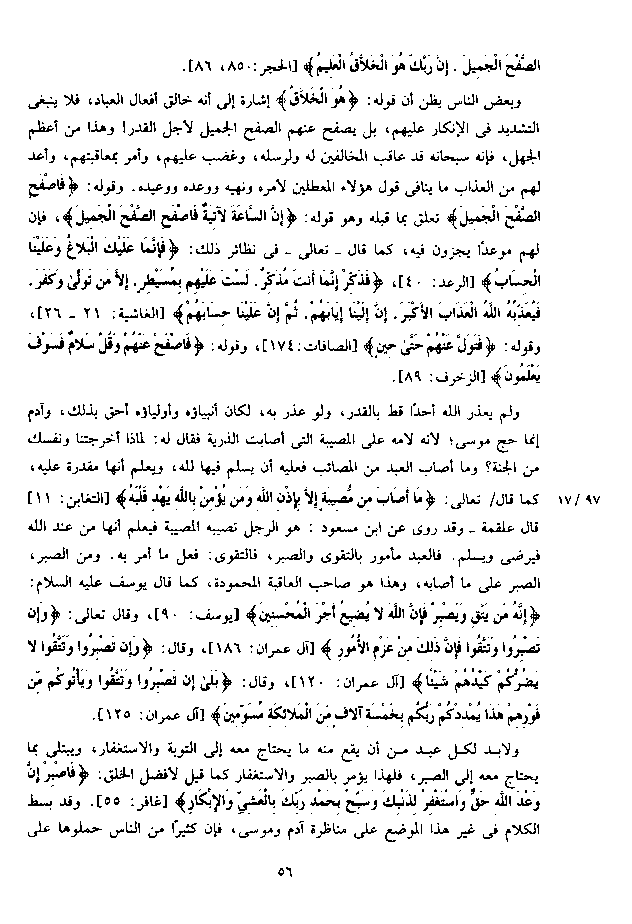 الصَّفْحَ الْجَمِيلَ . إِنَّ رَبَّكَ هُوَ الْخَلاَّقُ الْعَلِيمُ﴾ [الحجر: ٨٥، ٨٦].
وبعض الناس يظن أن قوله: ﴿هُوَ الْخَلاَّقُ﴾ إشارة إلى أنه خالق أفعال العباد، فلا ينبغى
التشديد فى الإنكار عليهم، بل يصفح عنهم الصفح الجميل لأجل القدر! وهذا من أعظم
الجهل، فإنه سبحانه قد عاقب المخالفين له ولرسله، وغضب عليهم، وأمر بمعاقبتهم، وأعد
لهم من العذاب ما ينافى قول هؤلاء المعطلين لأمره ونهيه ووعده ووعيده. وقوله: ﴿فَاصْفَحِ
الصَّفْحَ الْجَمِيلَ﴾ تعلق بما قبله وهو قوله: ﴿إِنَّ السَّاعَةَ لآتِيَةٌ فَاصْفَحِ الصَّفْحَ الْجَمِيلَ﴾، فإن
لهم موعدًا يجزون فيه، كما قال ـ تعالى ـ فى نظائر ذلك: ﴿فَإِنَّمَا عَلَيْكَ الْبَلاغُ وَعَلَيْنَا
الْحِسَابُ﴾ [الرعد: ٤٠]، ﴿فَذَكِّرْ إِنَّمَا أَنتَ مُذَكِّرٌ. لَسْتَ عَلَيْهِم بِمُسَيْطِرٍ. إِلاَّ مَن تَوَلَّىٰ وَكَفَرَ.
فَيُعَذِّبُهُ اللَّهُ الْعَذَابَ الأَكْبَرَ. إِنَّ إِلَيْنَا إِيَابَهُمْ. ثُمَّ إِنَّ عَلَيْنَا حِسَابَهُمْ﴾ [الغاشية: ٢١ ـ ٢٦]،
وقوله: ﴿فَتَوَلَّ عَنْهُمْ حَتَّىٰ حِينٍ﴾ [الصافات: ١٧٤]، وقوله: ﴿فَاصْفَحْ عَنْهُمْ وَقُلْ سَلامٌ فَسَوْفَ
يَعْلَمُونَ﴾ [الزخرف: ٨٩].
ولم يعذر الله أحدًا قط بالقدر، ولو عذر به، لكان أنبياؤه وأولياؤه أحق بذلك، وآدم
إنما حج موسى؛ لأنه لامه على المصيبة التى أصابت الذرية فقال له: لماذا أخرجتنا ونفسك
من الجنة؟ وما أصاب العبد من المصائب فعليه أن يسلم فيها لله، ويعلم أنها مقدرة عليه،
١٧/٩٧ كما قال/ تعالى: ﴿مَا أَصَابَ مِن مُّصِيبَةٍ إِلاَّ بِإِذْنِ اللَّهِ وَمَن يُؤْمِنْ بِاللَّهِ يَهْدِ قَلْبَهُ﴾ [التغابن: ١١]
قال علقمة ـ وقد روى عن ابن مسعود : هو الرجل تصيبه المصيبة فيعلم أنها من عند الله
فيرضى ويسلم. فالعبد مأمور بالتقوى والصبر، فالتقوى: فعل ما أمر به. ومن الصبر،
الصبر على ما أصابه، وهذا هو صاحب العاقبة المحمودة، كما قال يوسف عليه السلام:
﴿إِنَّهُ مَن يَتَّقِ وَيَصْبِرْ فَإِنَّ اللَّهَ لا يُضِيعُ أَجْرَ الْمُحْسِنِينَ﴾ [يوسف: ٩٠]، وقال تعالى: ﴿وَإِن
تَصْبِرُوا وَتَتَّقُوا فَإِنَّ ذَلِكَ مِنْ عَزْمِ الأُمُورِ ﴾ [آل عمران: ١٨٦]، وقال: ﴿وَإِن تَصْبِرُوا وَتَتَّقُوا لا
يَضُرُّكُمْ كَيْدُهُمْ شَيْئًا﴾ [آل عمران: ١٢٠]، وقال: ﴿بَلَىٰ إِن تَصْبِرُوا وَتَتَّقُوا وَيَأْتُوكُم مِّن
فَوْرِهِمْ هَذَا يُمْدِدْكُمْ رَبُّكُم بِخَمْسَةِ آلافٍ مِّنَ الْمَلائِكَةِ مُسَوِّمِينَ﴾ [آل عمران: ١٢٥].
ولابد لكل عبد من أن يقع منه ما يحتاج معه إلى التوبة والاستغفار، ويبتلى بما
يحتاج معه إلى الصبر، فلهذا يؤمر بالصبر والاستغفار كما قيل لأفضل الخلق: ﴿فَاصْبِرْ إِنَّ
وَعْدَ اللَّهِ حَقٌّ وَاسْتَغْفِرْ لِذَنبِكَ وَسَبِّحْ بِحَمْدِ رَبِّكَ بِالْعَشِيِّ وَالإِبْكَارِ﴾ [غافر: ٥٥]. وقد بسط
الكلام فى غير هذا الموضع على مناظرة آدم وموسى، فإن كثيرًا من الناس حملوها على
٥٦